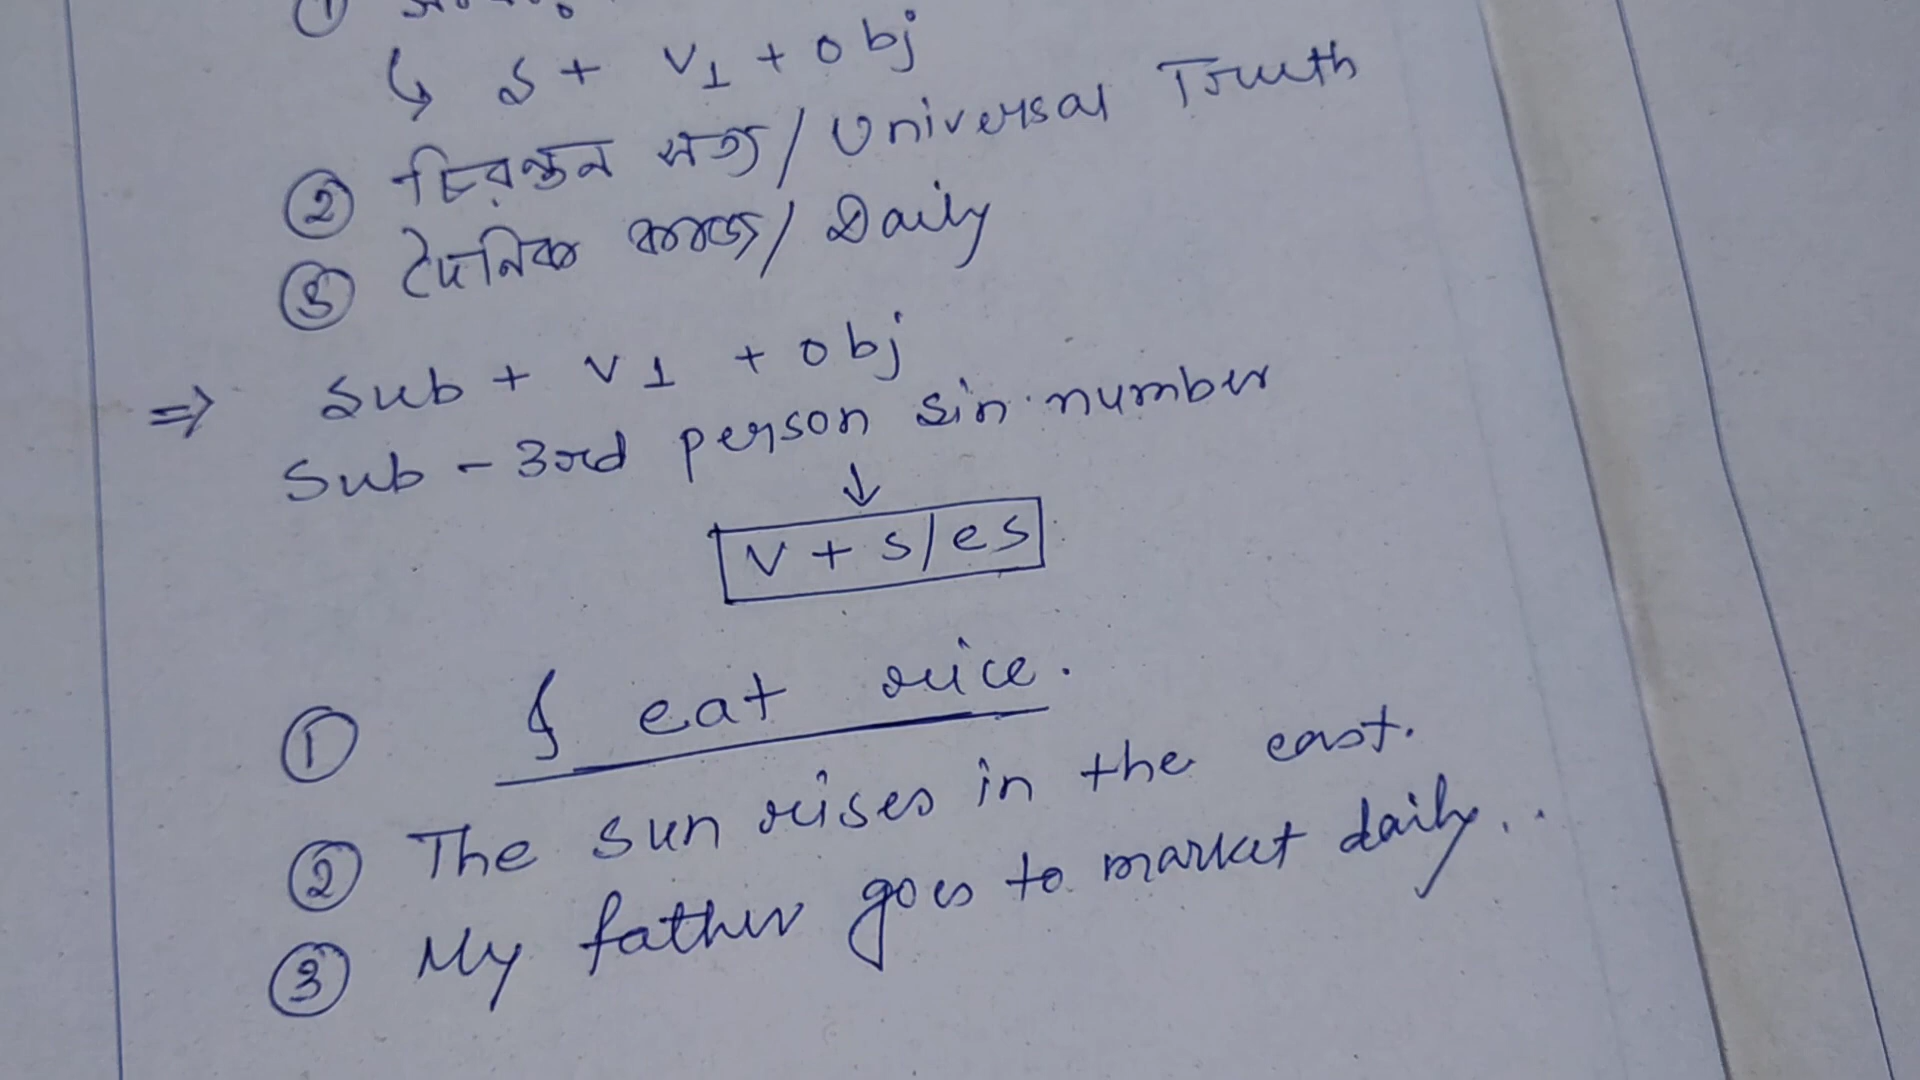 ①
↳ S + V1 + obj
② চিরন্তন সত্য / Universal Truth
③ দৈনিক কাজ / Daily
⇒ Sub + V1 + obj
Sub - 3rd person sin. number
↓
V + s/es
① I eat rice.
② The sun rises in the east.
③ My father goes to market daily..